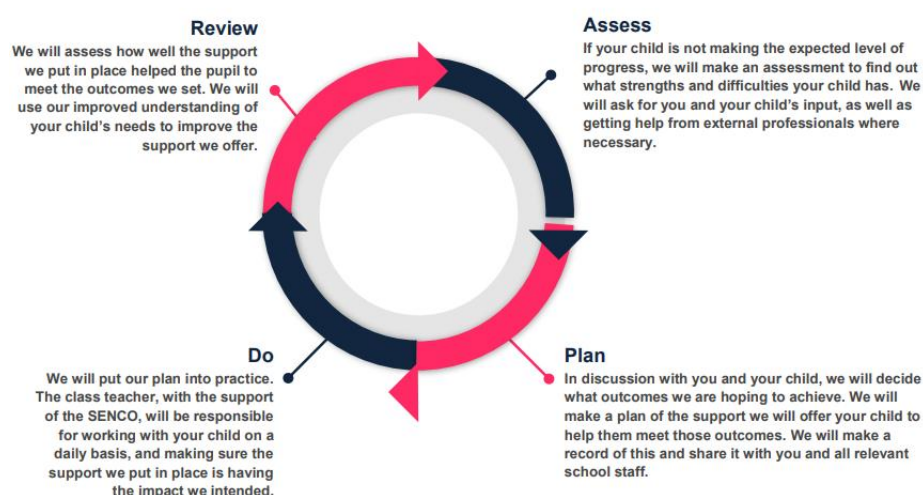 Review
We will assess how well the support
we put in place helped the pupil to
meet the outcomes we set. We will
use our improved understanding of
your child's needs to improve the
support we offer.
Assess
If your child is not making the expected level of
progress, we will make an assessment to find out
what strengths and difficulties your child has. We
will ask for you and your child's input, as well as
getting help from external professionals where
necessary.
Do
We will put our plan into practice.
The class teacher, with the support
of the SENCO, will be responsible
for working with your child on a
daily basis, and making sure the
support we put in place is having
the impact we intended.
Plan
In discussion with you and your child, we will decide
what outcomes we are hoping to achieve. We will
make a plan of the support we will offer your child to
help them meet those outcomes. We will make a
record of this and share it with you and all relevant
school staff.